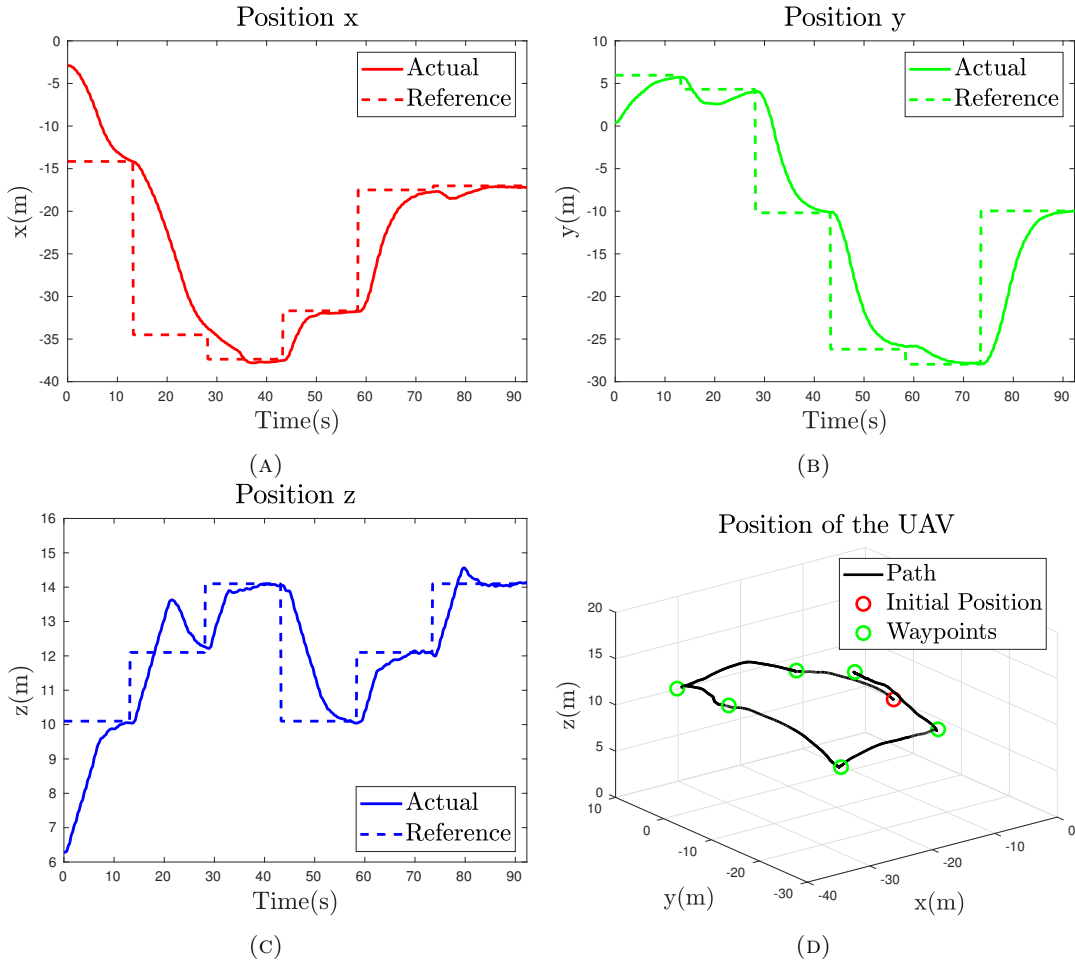 Position x
0
-5
-10
-15
-20
-25
-30
-35
-40
x(m)
Actual
Reference
0 10 20 30 40 50 60 70 80 90
Time(s)
(A)
Position y
10
5
0
-5
-10
-15
-20
-25
-30
y(m)
Actual
Reference
0 10 20 30 40 50 60 70 80 90
Time(s)
(B)
Position z
16
15
14
13
12
11
10
9
8
7
6
z(m)
Actual
Reference
0 10 20 30 40 50 60 70 80 90
Time(s)
(C)
Position of the UAV
Path
Initial Position
Waypoints
20
15
10
5
0
z(m)
10
0
-10
-20
-30
y(m)
-40
-30
-20
-10
0
x(m)
(D)